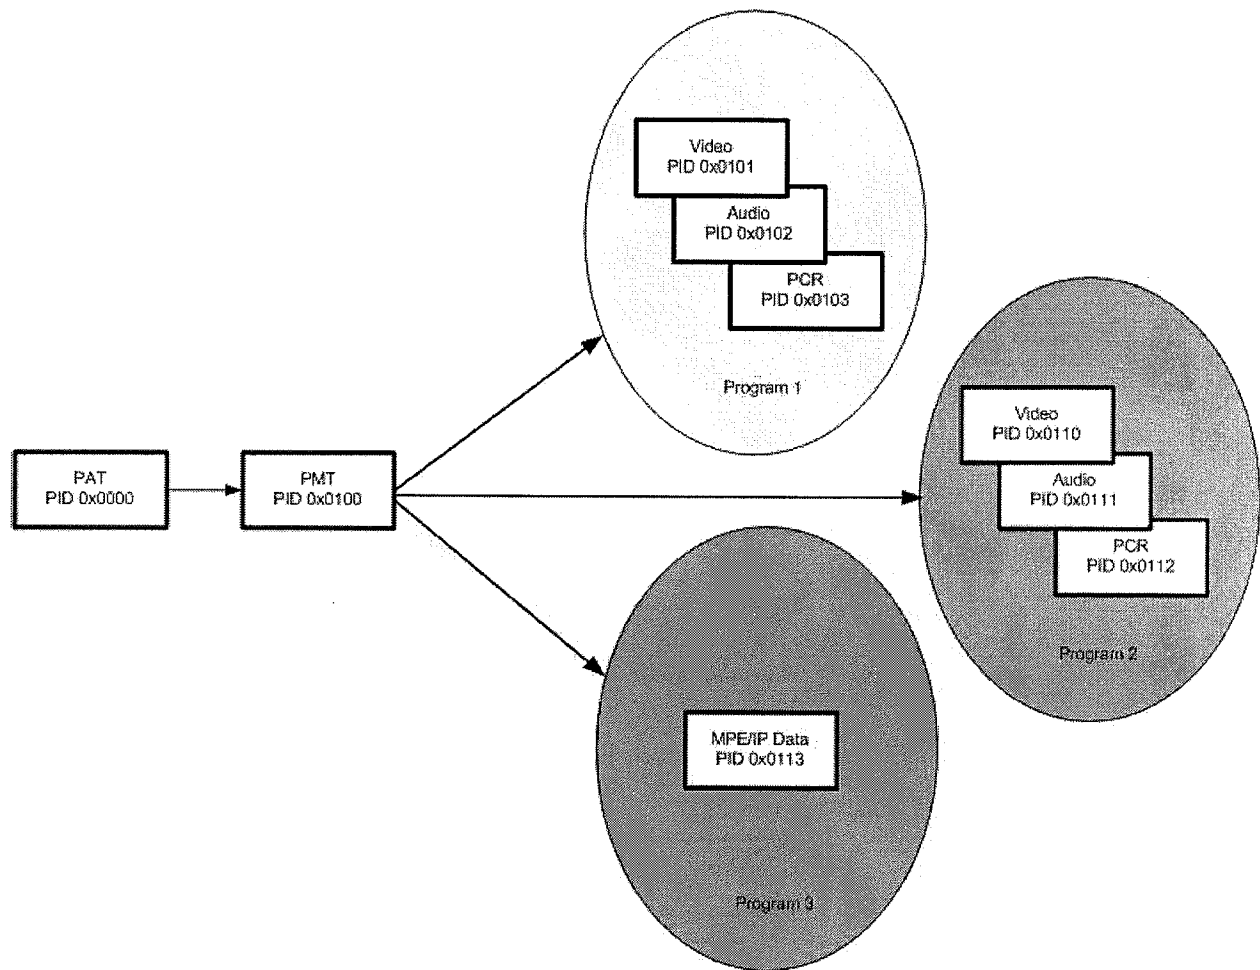 Video
PID 0x0101
Audio
PID 0x0102
PCR
PID 0x0103
Program 1
Video
PID 0x0110
Audio
PID 0x0111
PCR
PID 0x0112
Program 2
PAT
PID 0x0000
PMT
PID 0x0100
MPE/IP Data
PID 0x0113
Program 3